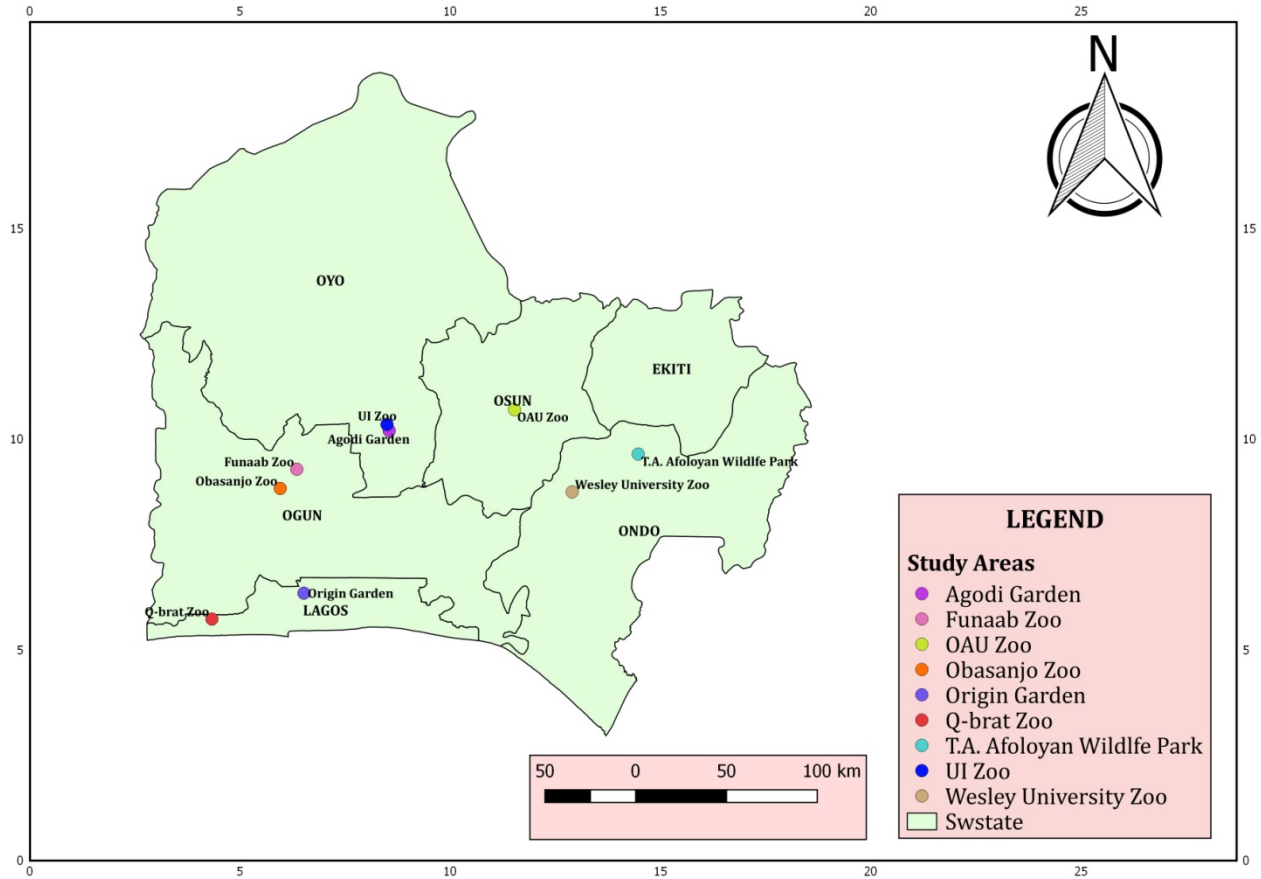 0 5 10 15 20 25
N
15 15
OYO
EKITI
OSUN
UI Zoo
OAU Zoo
10 10
Agodi Garden
Funaab Zoo
T.A. Afoloyan Wildlfe Park
Obasanjo Zoo
Wesley University Zoo
OGUN
ONDO
Origin Garden
Q-brat Zoo
LAGOS
5 5
LEGEND
Study Areas
Agodi Garden
Funaab Zoo
OAU Zoo
Obasanjo Zoo
Origin Garden
Q-brat Zoo
T.A. Afoloyan Wildlfe Park
UI Zoo
Wesley University Zoo
Swstate
50 0 50 100 km
0 0
0 5 10 15 20 25